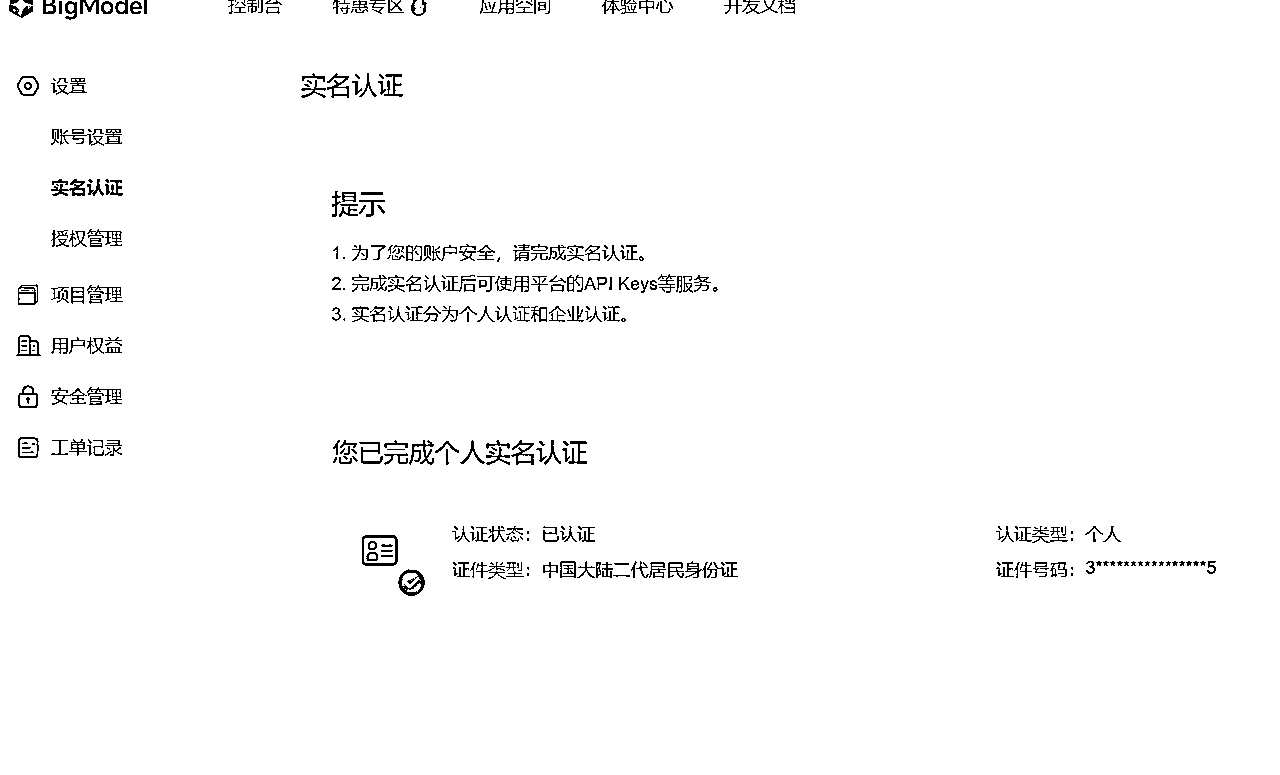 BigModel 控制台 特惠专区 应用空间 体验中心 开发文档
设置
账号设置
实名认证
授权管理
项目管理
用户权益
安全管理
工单记录
实名认证
提示
1. 为了您的账户安全，请完成实名认证。
2. 完成实名认证后可使用平台的API Keys等服务。
3. 实名认证分为个人认证和企业认证。
您已完成个人实名认证
认证状态：已认证 认证类型：个人
证件类型：中国大陆二代居民身份证 证件号码：3****************5